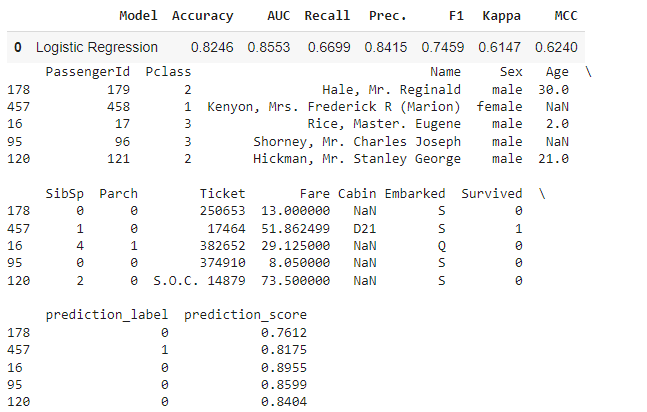 Model Accuracy AUC Recall Prec. F1 Kappa MCC
0 Logistic Regression 0.8246 0.8553 0.6699 0.8415 0.7459 0.6147 0.6240
PassengerId Pclass Name Sex Age \
178 179 2 Hale, Mr. Reginald male 30.0
457 458 1 Kenyon, Mrs. Frederick R (Marion) female NaN
16 17 3 Rice, Master. Eugene male 2.0
95 96 3 Shorney, Mr. Charles Joseph male NaN
120 121 2 Hickman, Mr. Stanley George male 21.0
SibSp Parch Ticket Fare Cabin Embarked Survived \
178 0 0 250653 13.000000 NaN S 0
457 1 0 17464 51.862499 D21 S 1
16 4 1 382652 29.125000 NaN Q 0
95 0 0 374910 8.050000 NaN S 0
120 2 0 S.O.C. 14879 73.500000 NaN S 0
prediction_label prediction_score
178 0 0.7612
457 1 0.8175
16 0 0.8955
95 0 0.8599
120 0 0.8404